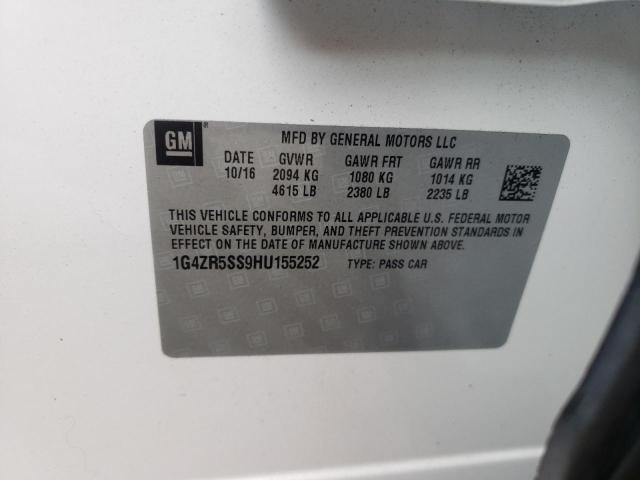 GM ®
MFD BY GENERAL MOTORS LLC
DATE GVWR GAWR FRT GAWR RR
10/16 2094 KG 1080 KG 1014 KG
4615 LB 2380 LB 2235 LB
THIS VEHICLE CONFORMS TO ALL APPLICABLE U.S. FEDERAL MOTOR
VEHICLE SAFETY, BUMPER, AND THEFT PREVENTION STANDARDS IN
EFFECT ON THE DATE OF MANUFACTURE SHOWN ABOVE.
1G4ZR5SS9HU155252 TYPE: PASS CAR